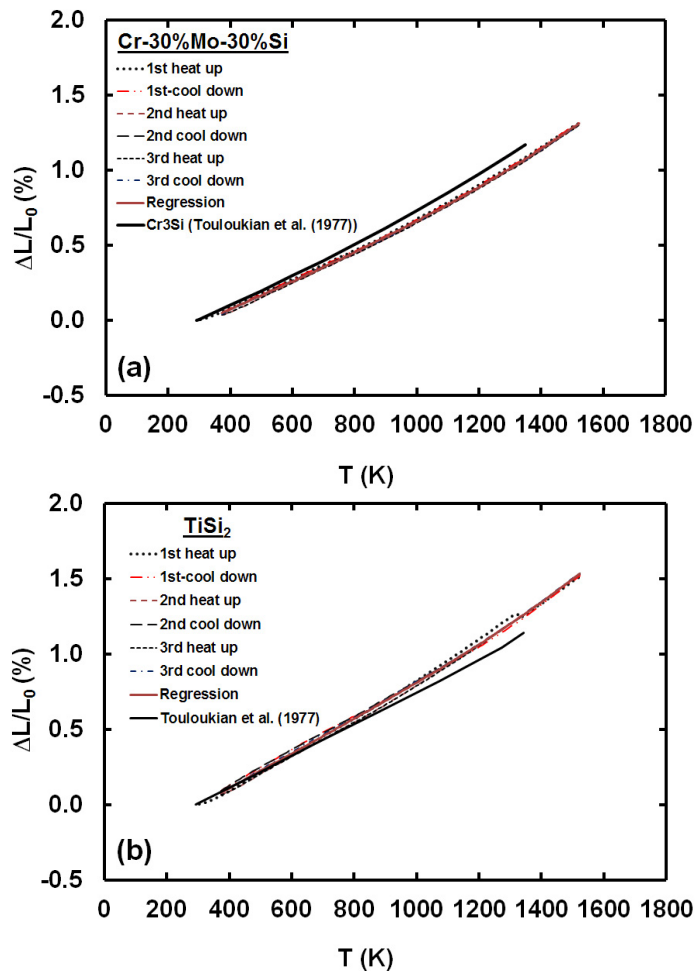 2.0
Cr-30%Mo-30%Si
1st heat up
1st-cool down
2nd heat up
2nd cool down
3rd heat up
3rd cool down
Regression
Cr3Si (Touloukian et al. (1977))
1.5
1.0
0.5
0.0
-0.5
ΔL/L₀ (%)
(a)
0 200 400 600 800 1000 1200 1400 1600 1800
T (K)
2.0
TiSi₂
1st heat up
1st-cool down
2nd heat up
2nd cool down
3rd heat up
3rd cool down
Regression
Touloukian et al. (1977)
1.5
1.0
0.5
0.0
-0.5
ΔL/L₀ (%)
(b)
0 200 400 600 800 1000 1200 1400 1600 1800
T (K)